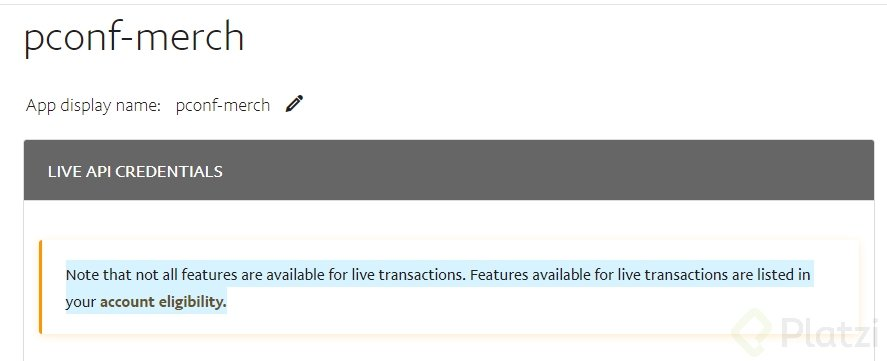 pconf-merch
App display name: pconf-merch
LIVE API CREDENTIALS
Note that not all features are available for live transactions. Features available for live transactions are listed in
your account eligibility.
Platzi